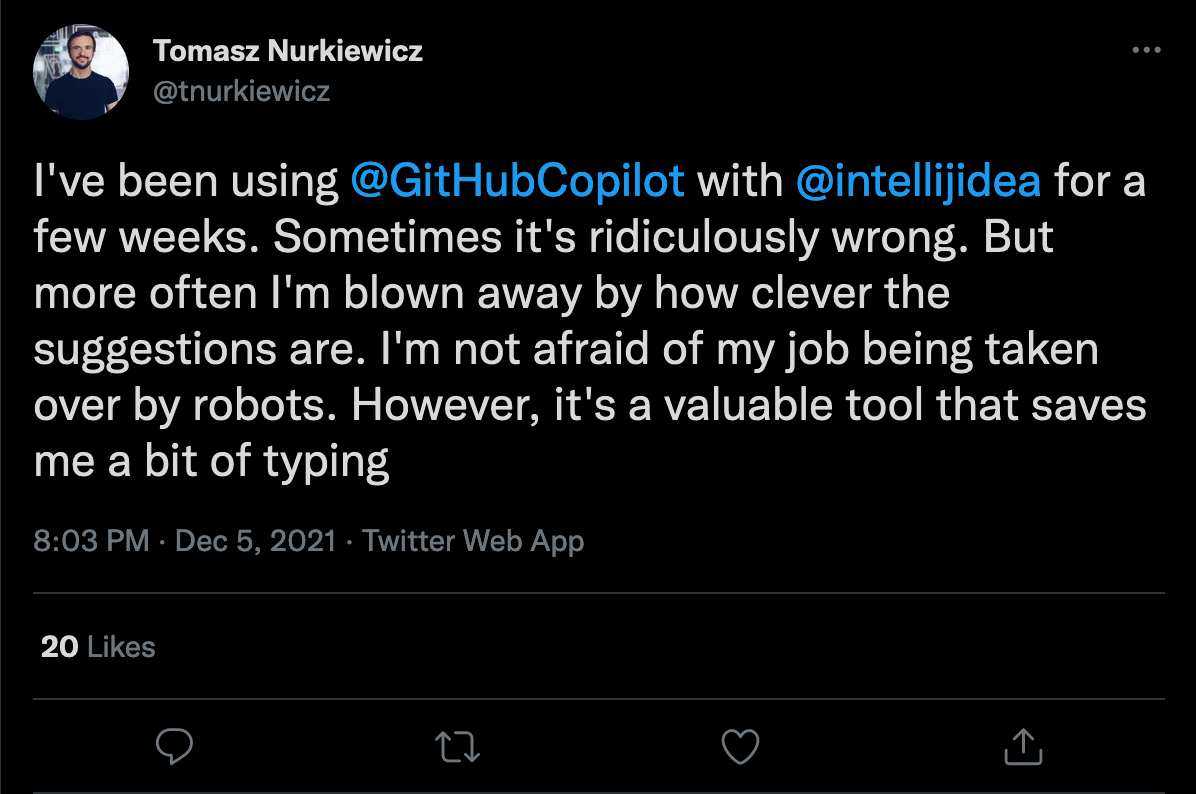 Tomasz Nurkiewicz
@tnurkiewicz
I've been using @GitHubCopilot with @intellijidea for a
few weeks. Sometimes it's ridiculously wrong. But
more often I'm blown away by how clever the
suggestions are. I'm not afraid of my job being taken
over by robots. However, it's a valuable tool that saves
me a bit of typing
8:03 PM · Dec 5, 2021 · Twitter Web App
20 Likes